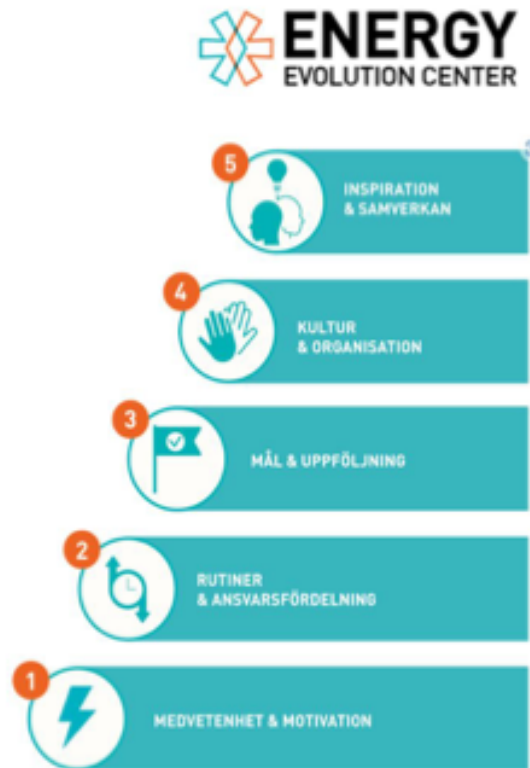 ENERGY
EVOLUTION CENTER
5
INSPIRATION
& SAMVERKAN
4
KULTUR
& ORGANISATION
3
MÅL & UPPFÖLJNING
2
RUTINER
& ANSVARSFÖRDELNING
1
MEDVETENHET & MOTIVATION